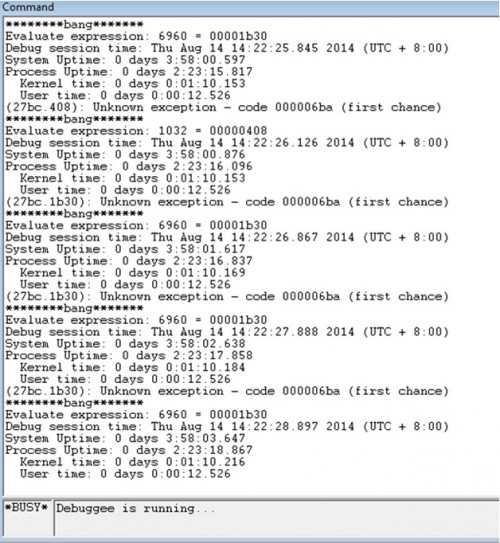 Command
********bang*******
Evaluate expression: 6960 = 00001b30
Debug session time: Thu Aug 14 14:22:25.845 2014 (UTC + 8:00)
System Uptime: 0 days 3:58:00.597
Process Uptime: 0 days 2:23:15.817
Kernel time: 0 days 0:01:10.153
User time: 0 days 0:00:12.526
(27bc.408): Unknown exception - code 000006ba (first chance)
********bang*******
Evaluate expression: 1032 = 00000408
Debug session time: Thu Aug 14 14:22:26.126 2014 (UTC + 8:00)
System Uptime: 0 days 3:58:00.876
Process Uptime: 0 days 2:23:16.096
Kernel time: 0 days 0:01:10.153
User time: 0 days 0:00:12.526
(27bc.1b30): Unknown exception - code 000006ba (first chance)
********bang*******
Evaluate expression: 6960 = 00001b30
Debug session time: Thu Aug 14 14:22:26.867 2014 (UTC + 8:00)
System Uptime: 0 days 3:58:01.617
Process Uptime: 0 days 2:23:16.837
Kernel time: 0 days 0:01:10.169
User time: 0 days 0:00:12.526
(27bc.1b30): Unknown exception - code 000006ba (first chance)
********bang*******
Evaluate expression: 6960 = 00001b30
Debug session time: Thu Aug 14 14:22:27.888 2014 (UTC + 8:00)
System Uptime: 0 days 3:58:02.638
Process Uptime: 0 days 2:23:17.858
Kernel time: 0 days 0:01:10.184
User time: 0 days 0:00:12.526
(27bc.1b30): Unknown exception - code 000006ba (first chance)
********bang*******
Evaluate expression: 6960 = 00001b30
Debug session time: Thu Aug 14 14:22:28.897 2014 (UTC + 8:00)
System Uptime: 0 days 3:58:03.647
Process Uptime: 0 days 2:23:18.867
Kernel time: 0 days 0:01:10.216
User time: 0 days 0:00:12.526
*BUSY* Debuggee is running...